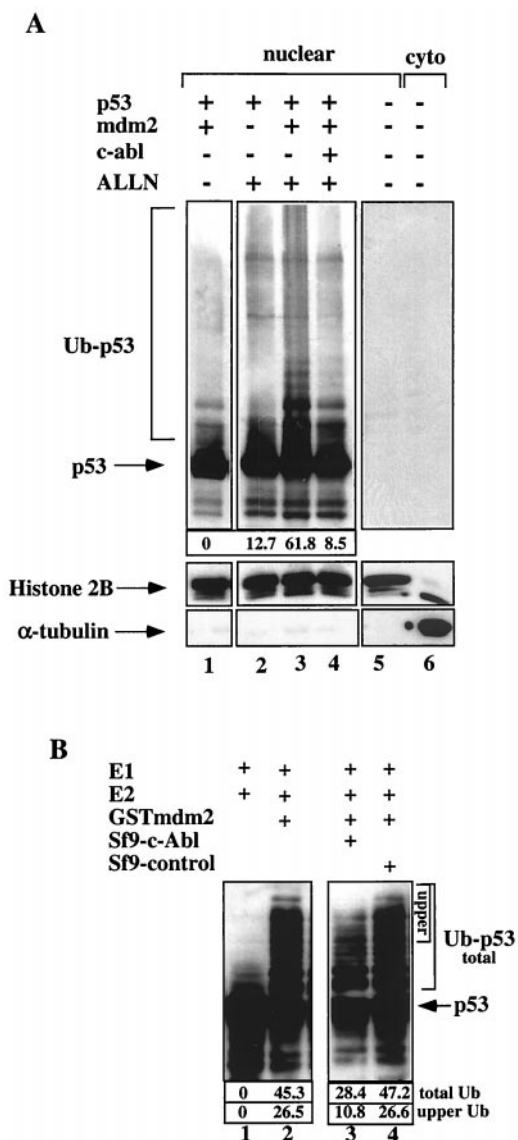 A
nuclear cyto
p53 + + + + - -
mdm2 + - + + - -
c-abl - - - + - -
ALLN - + + + - -
Ub-p53
p53
0 12.7 61.8 8.5
Histone 2B
α-tubulin
1 2 3 4 5 6
B
E1 + + + +
E2 + + + +
GSTmdm2 + + +
Sf9-c-Abl +
Sf9-control +
upper
Ub-p53
total
p53
0 45.3 28.4 47.2 total Ub
0 26.5 10.8 26.6 upper Ub
1 2 3 4